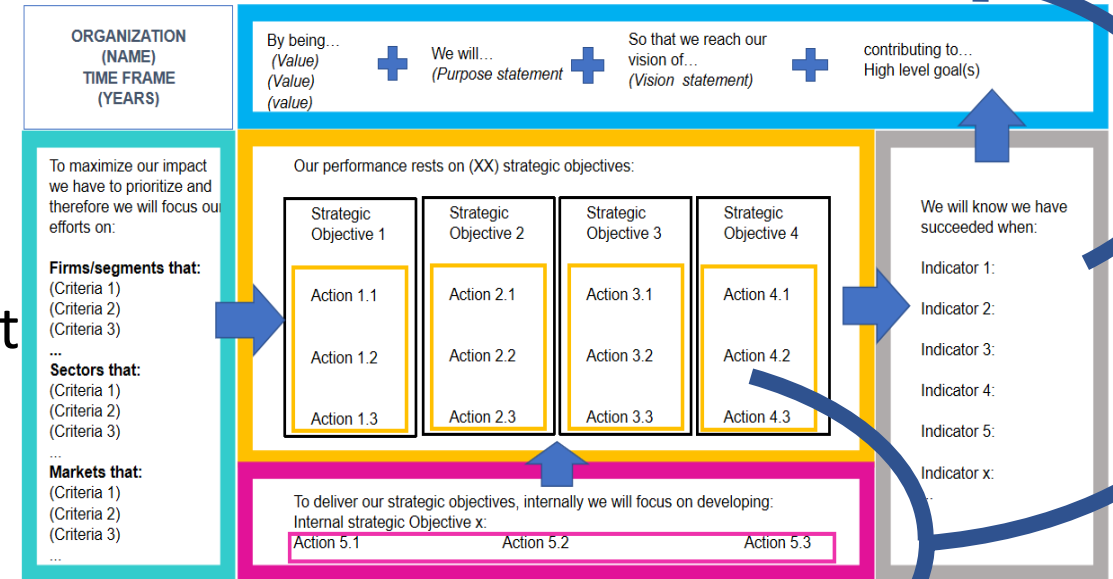 ORGANIZATION
(NAME)
TIME FRAME
(YEARS)
By being…
(Value)
(Value)
(value)
We will…
(Purpose statement
So that we reach our
vision of…
(Vision statement)
contributing to…
High level goal(s)
To maximize our impact
we have to prioritize and
therefore we will focus our
efforts on:
Firms/segments that:
(Criteria 1)
(Criteria 2)
(Criteria 3)
...
Sectors that:
(Criteria 1)
(Criteria 2)
(Criteria 3)
...
Markets that:
(Criteria 1)
(Criteria 2)
(Criteria 3)
...
t
Our performance rests on (XX) strategic objectives:
Strategic
Objective 1
Action 1.1
Action 1.2
Action 1.3
Strategic
Objective 2
Action 2.1
Action 2.2
Action 2.3
Strategic
Objective 3
Action 3.1
Action 3.2
Action 3.3
Strategic
Objective 4
Action 4.1
Action 4.2
Action 4.3
To deliver our strategic objectives, internally we will focus on developing:
Internal strategic Objective x:
Action 5.1 Action 5.2 Action 5.3
We will know we have
succeeded when:
Indicator 1:
Indicator 2:
Indicator 3:
Indicator 4:
Indicator 5:
Indicator x:
...